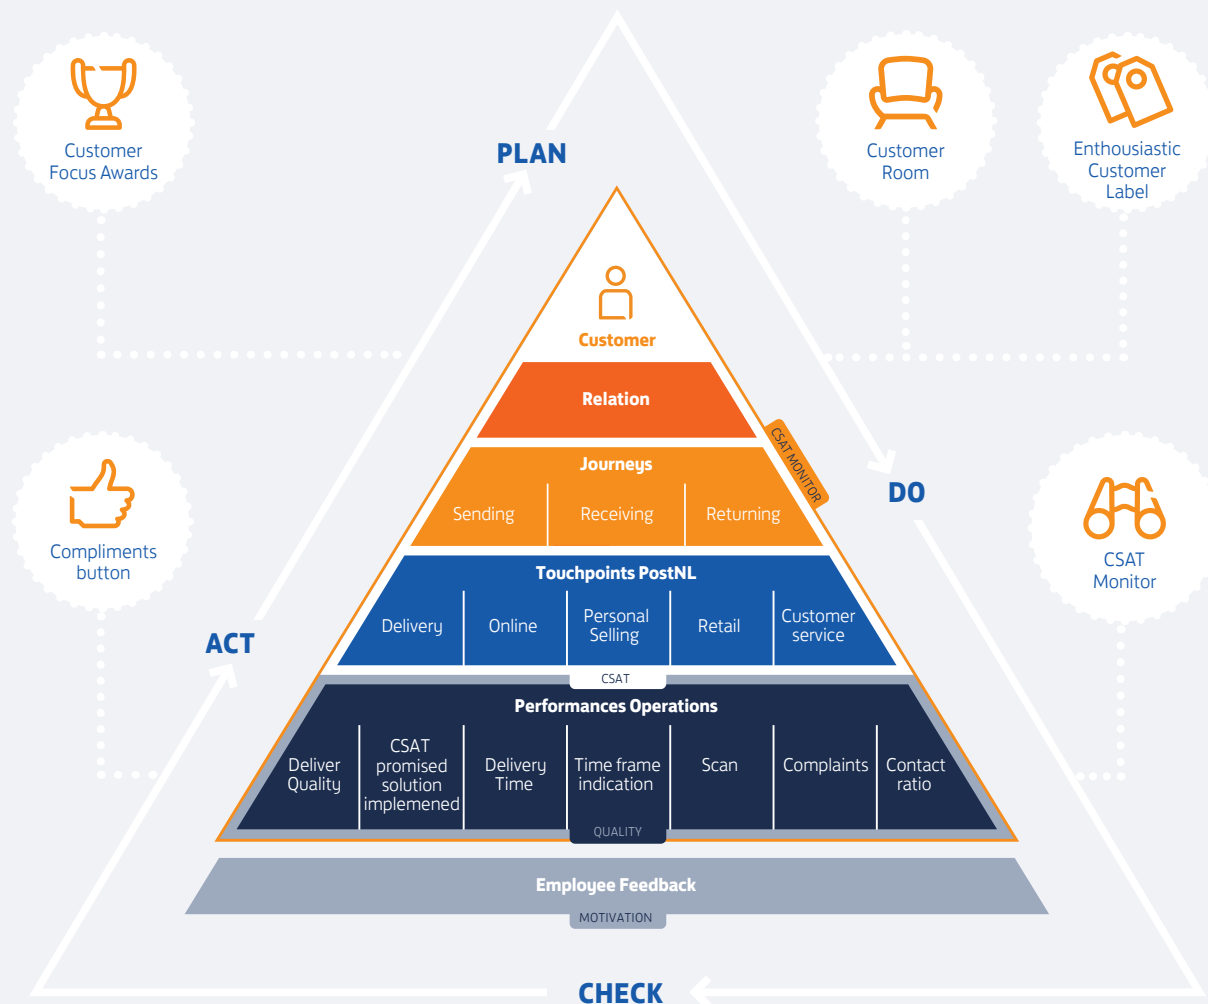 Customer
Focus Awards
PLAN
Customer
Room
Enthousiastic
Customer
Label
Customer
Relation
CSAT MONITOR
Journeys
Sending
Receiving
Returning
DO
Compliments
button
CSAT
Monitor
Touchpoints PostNL
Delivery
Online
Personal
Selling
Retail
Customer
service
ACT
CSAT
Performances Operations
Deliver
Quality
CSAT
promised
solution
implemened
Delivery
Time
Time frame
indication
Scan
Complaints
Contact
ratio
QUALITY
Employee Feedback
MOTIVATION
CHECK